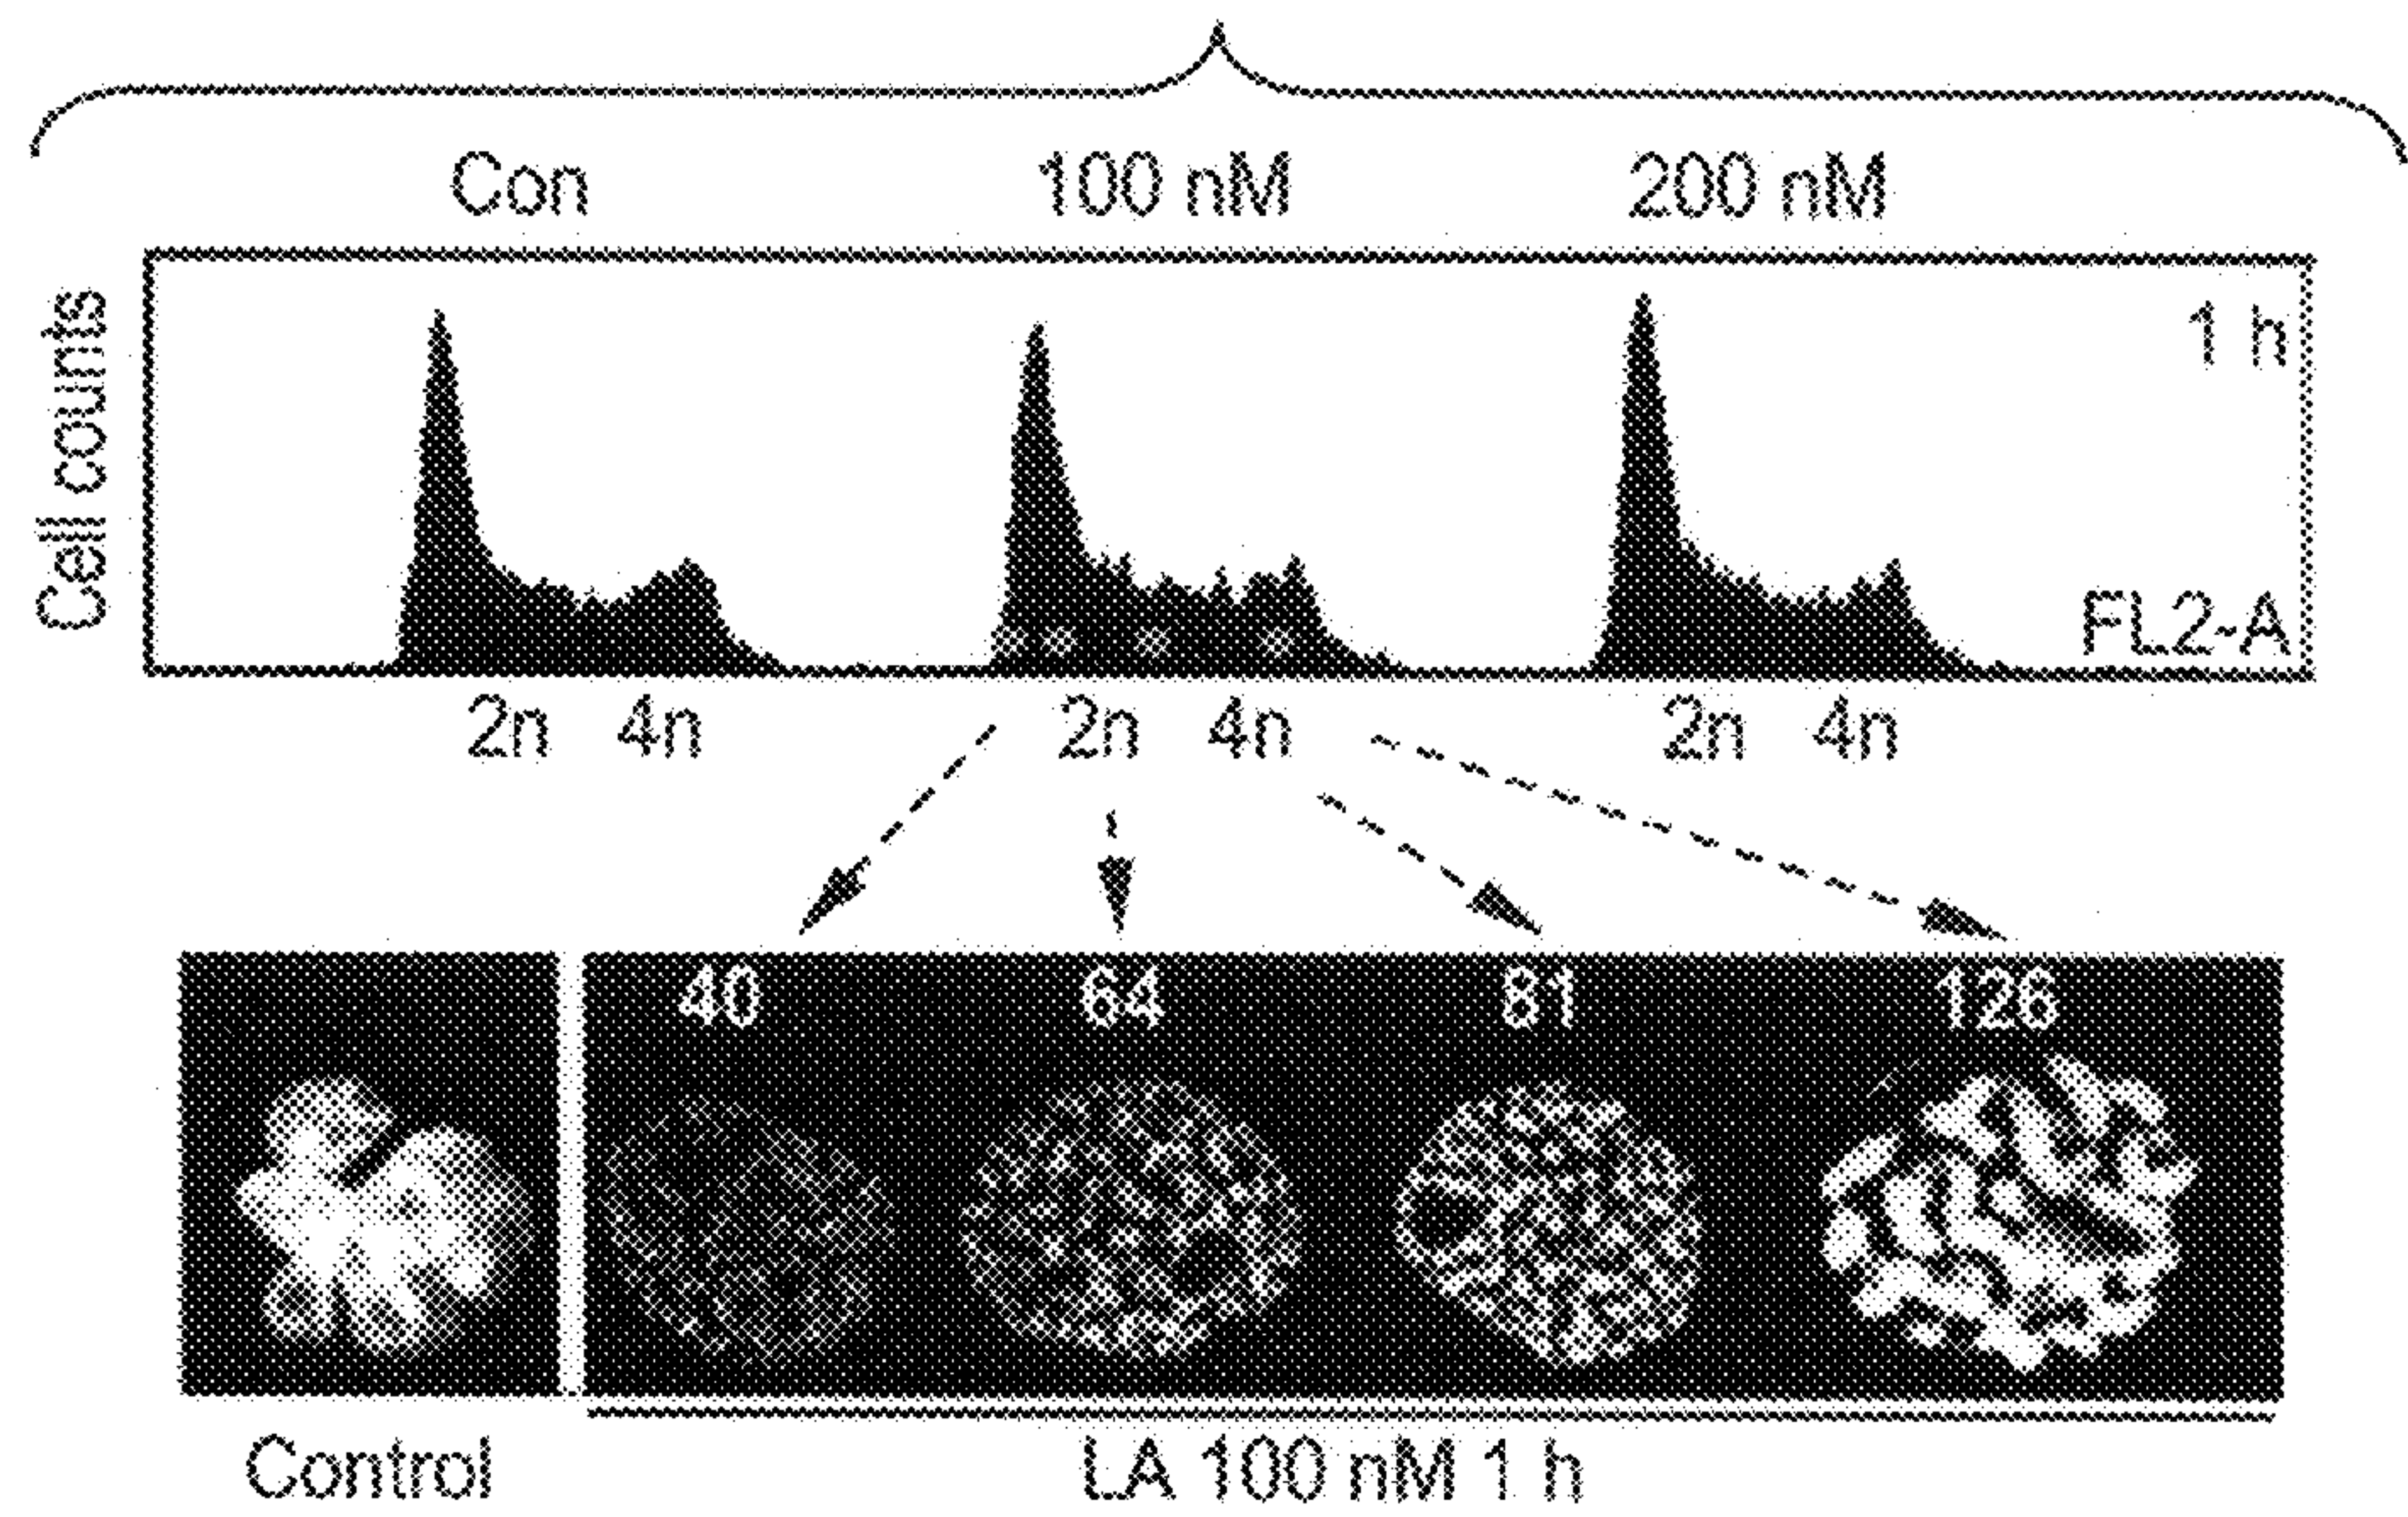 Con 100 nM 200 nM
Cell counts
1 h
FL2-A
2n 4n 2n 4n 2n 4n
40 64 81 126
Control LA 100 nM 1 h